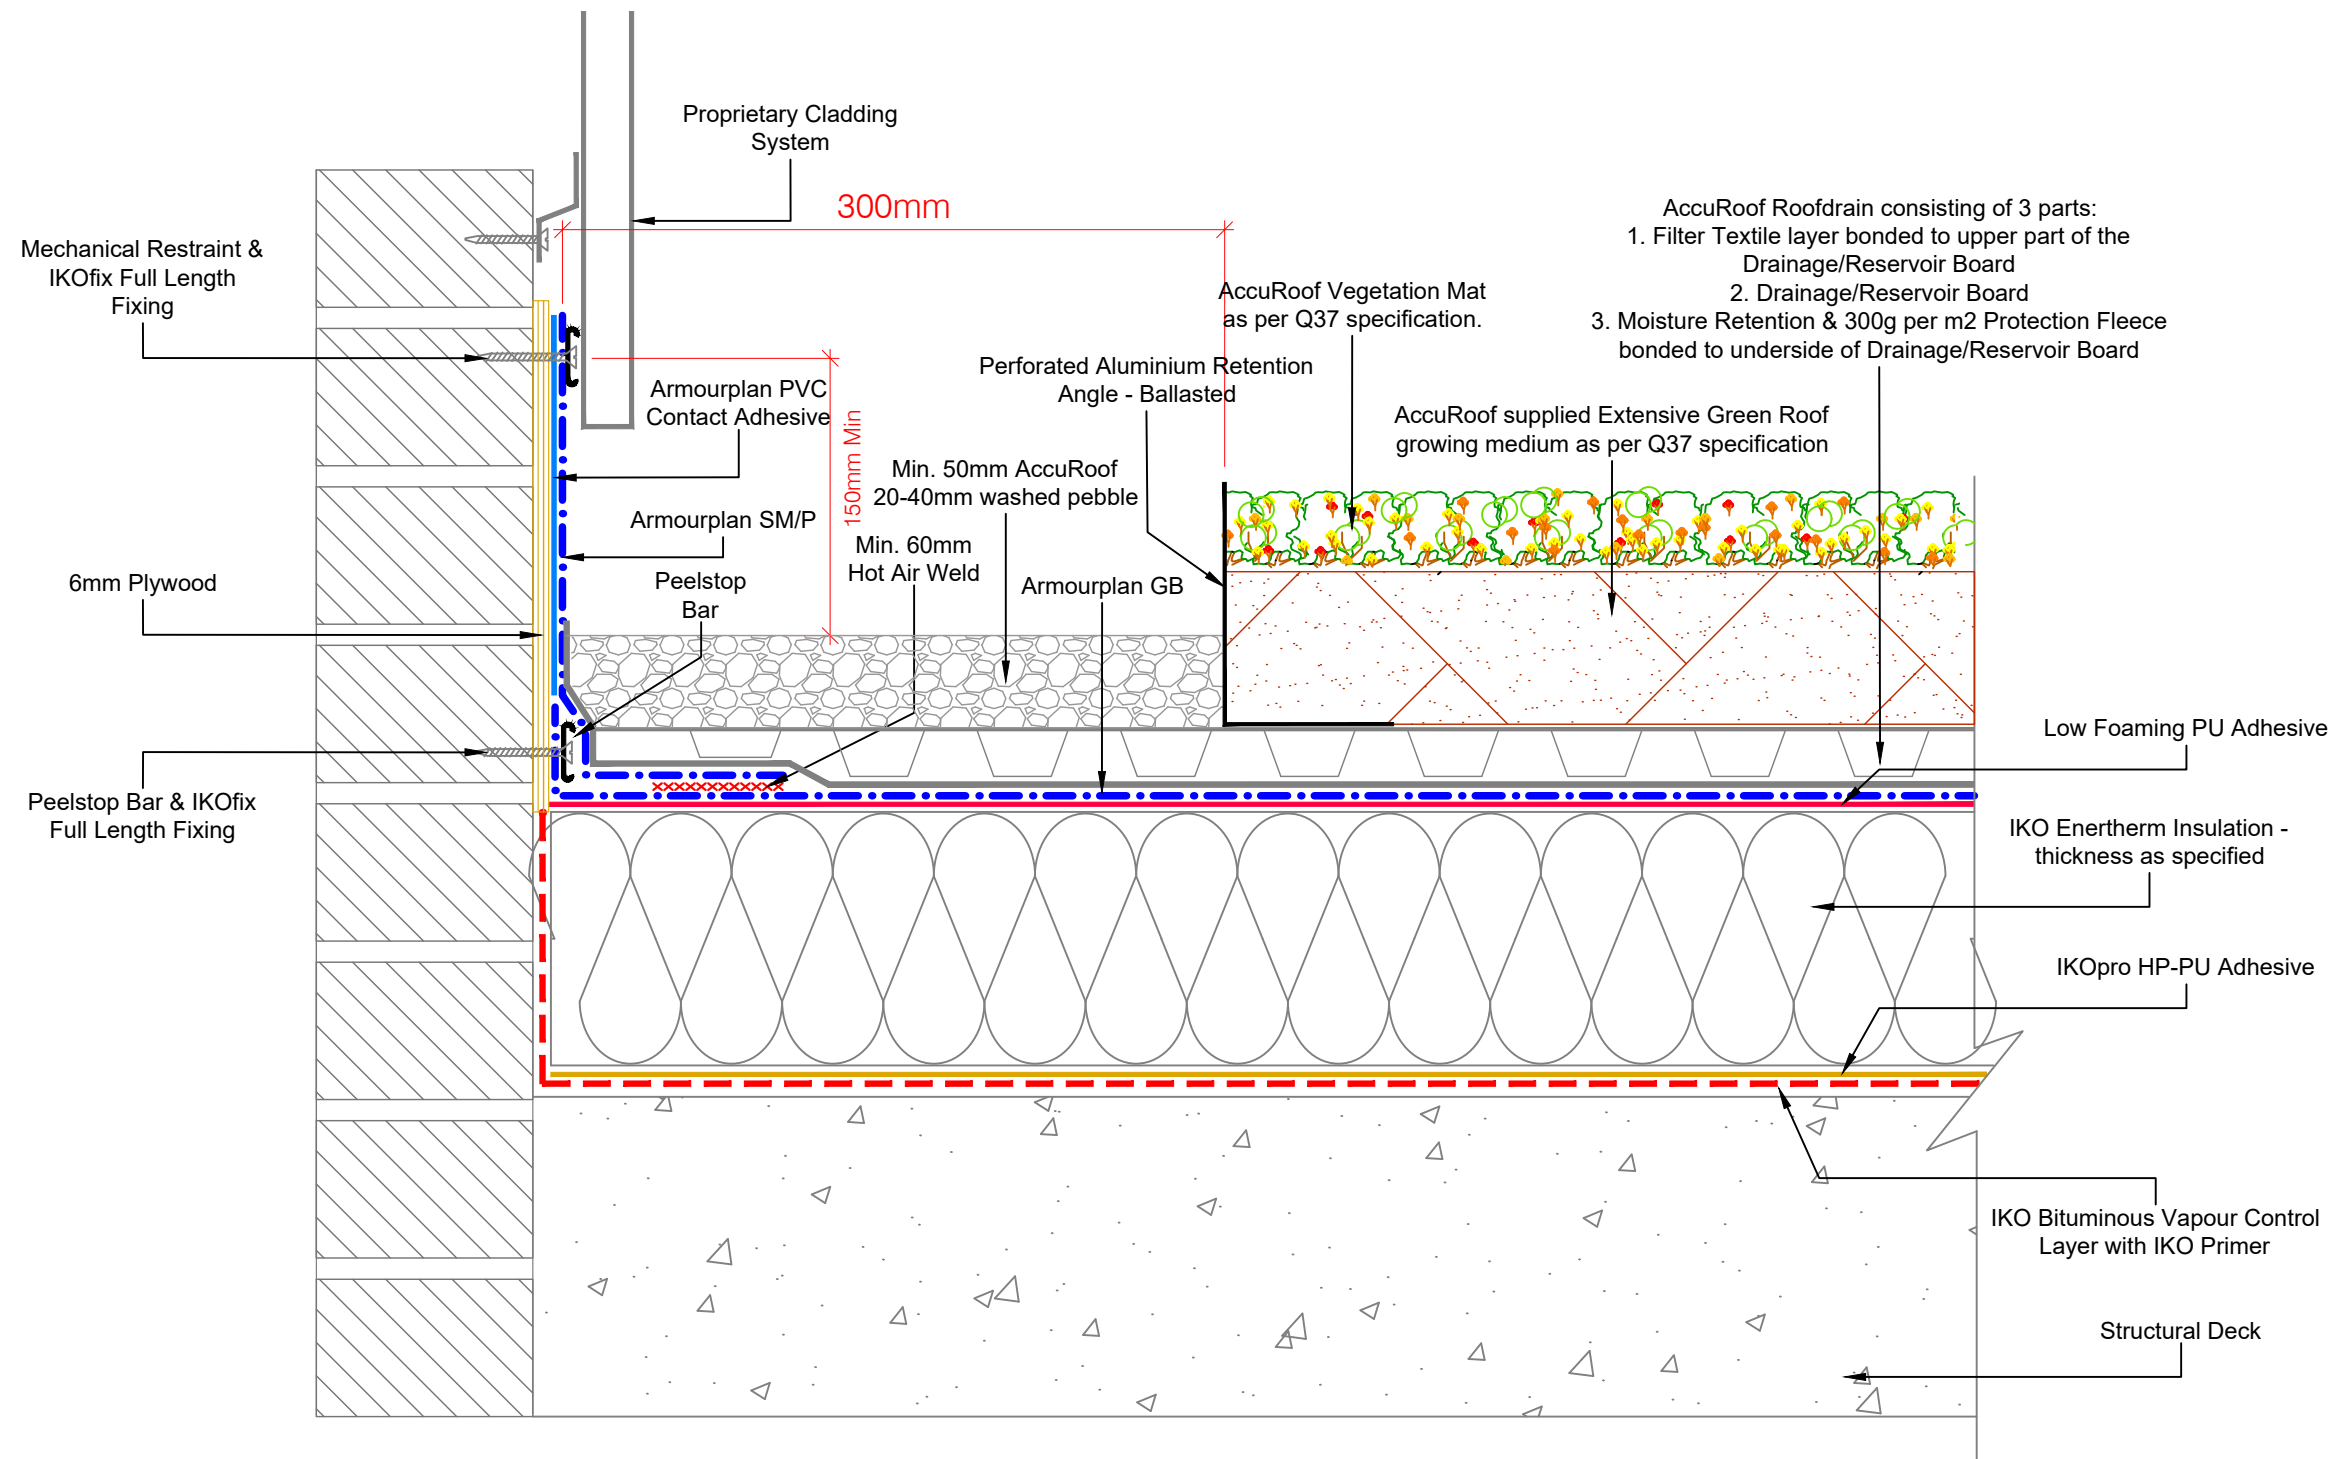 Proprietary Cladding
System
300mm
Mechanical Restraint &
IKOfix Full Length
Fixing
AccuRoof Roofdrain consisting of 3 parts:
1. Filter Textile layer bonded to upper part of the
Drainage/Reservoir Board
2. Drainage/Reservoir Board
3. Moisture Retention & 300g per m2 Protection Fleece
bonded to underside of Drainage/Reservoir Board
AccuRoof Vegetation Mat
as per Q37 specification.
Perforated Aluminium Retention
Angle - Ballasted
Armourplan PVC
Contact Adhesive
150mm Min
AccuRoof supplied Extensive Green Roof
growing medium as per Q37 specification
Min. 50mm AccuRoof
20-40mm washed pebble
Armourplan SM/P
Min. 60mm
Hot Air Weld
6mm Plywood
Peelstop
Bar
Armourplan GB
Low Foaming PU Adhesive
Peelstop Bar & IKOfix
Full Length Fixing
IKO Enertherm Insulation -
thickness as specified
IKOpro HP-PU Adhesive
IKO Bituminous Vapour Control
Layer with IKO Primer
Structural Deck